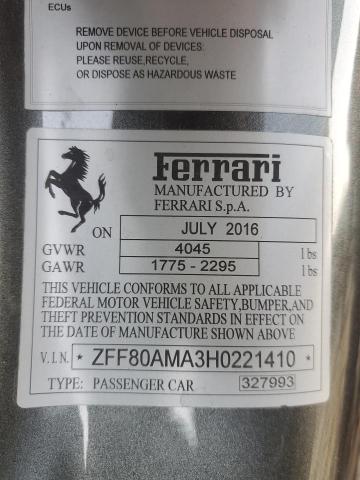 ECUs
REMOVE DEVICE BEFORE VEHICLE DISPOSAL
UPON REMOVAL OF DEVICES:
PLEASE REUSE,RECYCLE,
OR DISPOSE AS HAZARDOUS WASTE
Ferrari
MANUFACTURED BY
FERRARI S.p.A.
ON JULY 2016
GVWR 4045 lbs
GAWR 1775-2295 lbs
THIS VEHICLE CONFORMS TO ALL APPLICABLE
FEDERAL MOTOR VEHICLE SAFETY,BUMPER,AND
THEFT PREVENTION STANDARDS IN EFFECT ON
THE DATE OF MANUFACTURE SHOWN ABOVE
V.I.N. * ZFF80AMA3H0221410 *
TYPE: PASSENGER CAR 327993